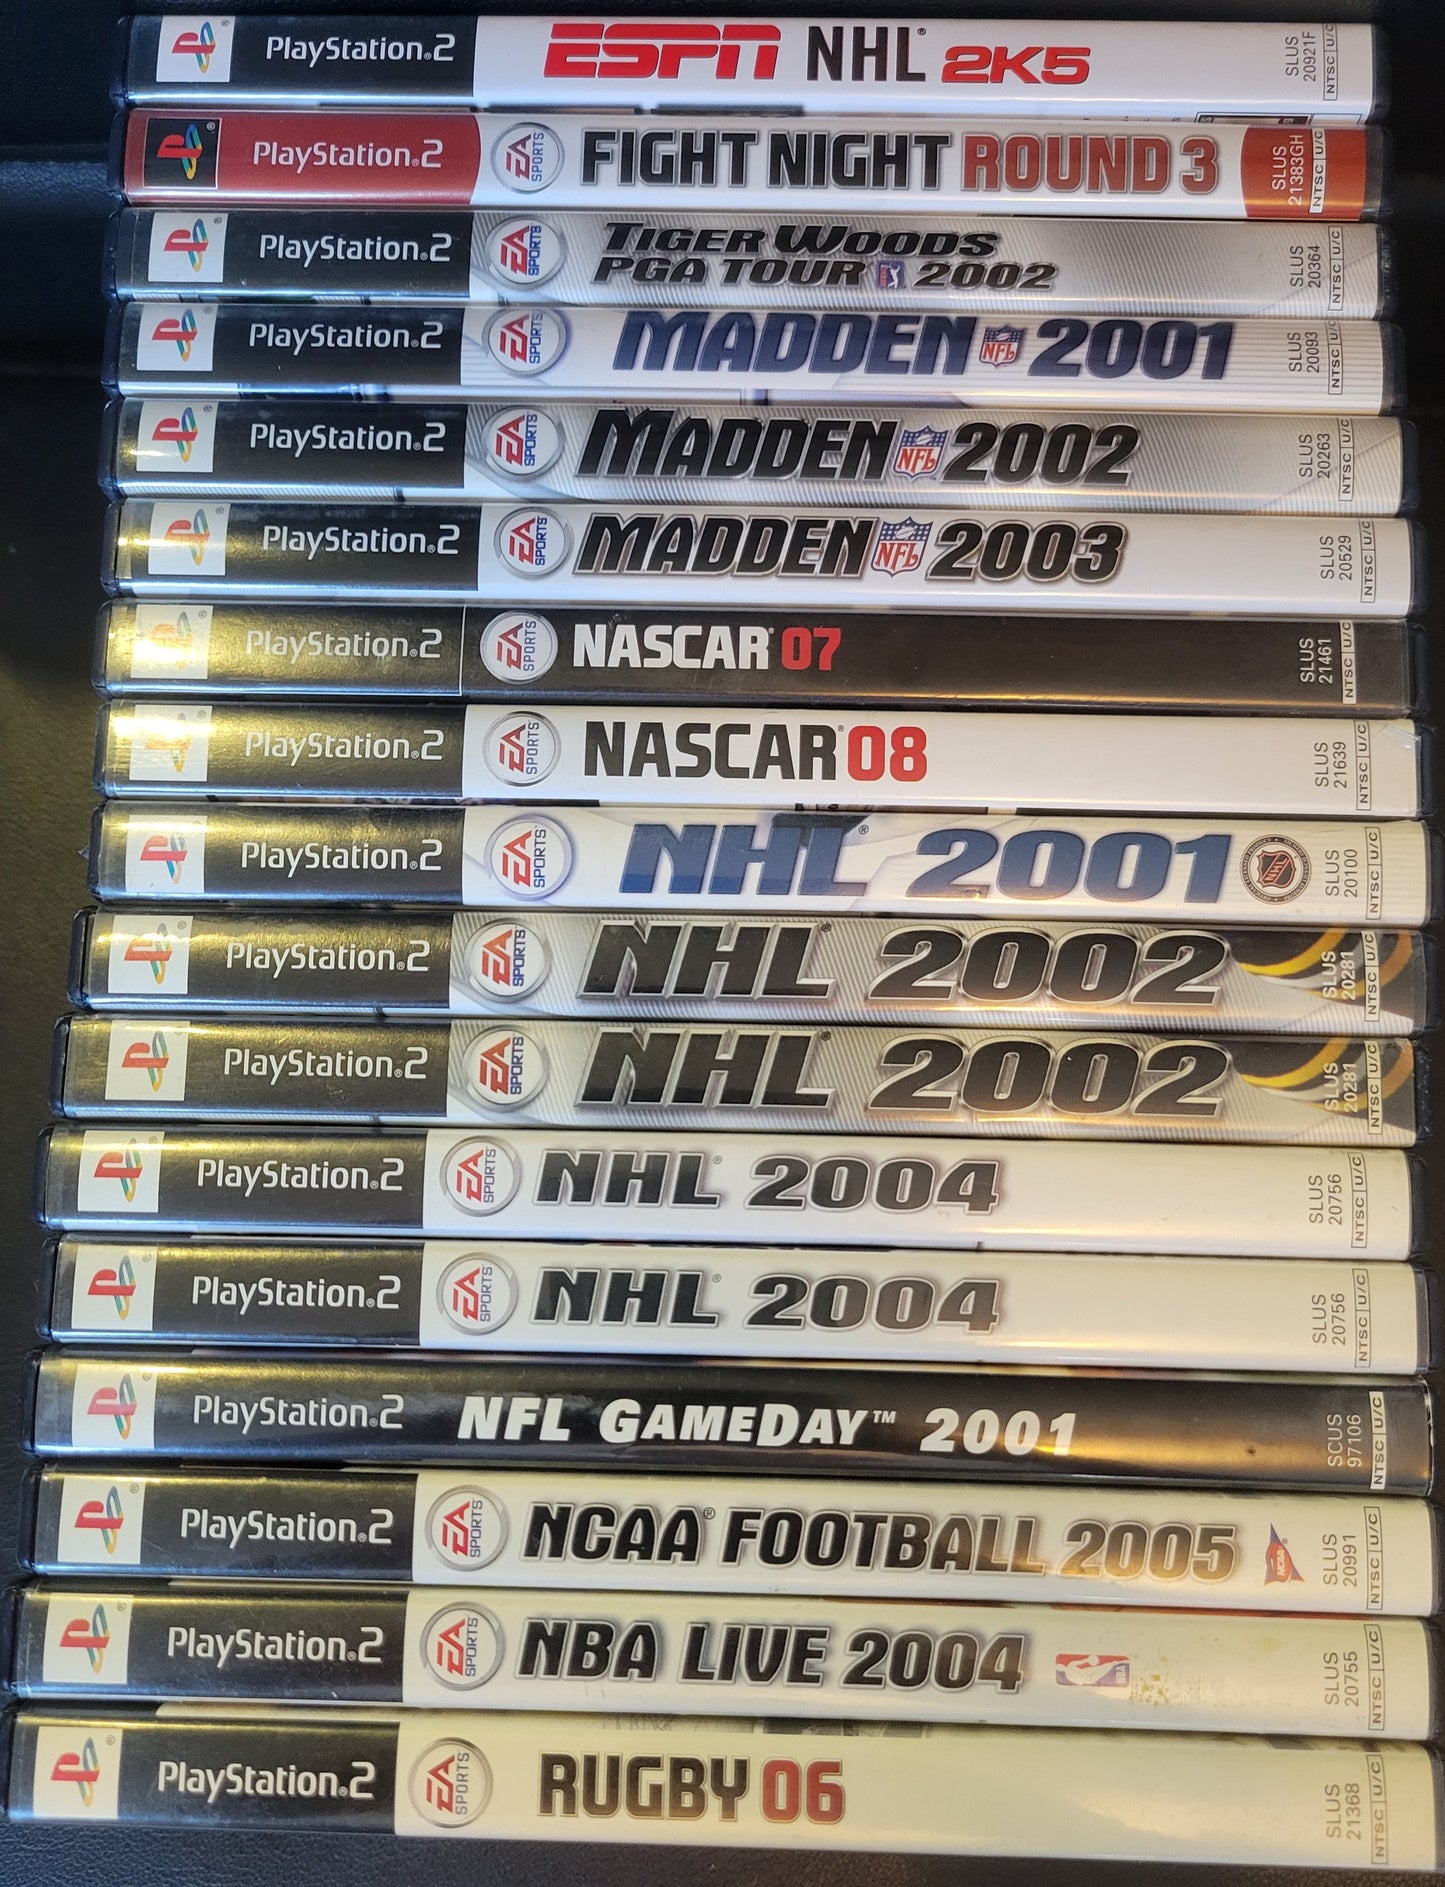 PlayStation.2 ESPN NHL® 2K5 SLUS 20921F NTSC U/C
PlayStation.2 EA SPORTS FIGHT NIGHT ROUND 3 SLUS 21383GH NTSC U/C
PlayStation.2 EA SPORTS TIGER WOODS
PGA TOUR 2002 SLUS 20364 NTSC U/C
PlayStation.2 EA SPORTS MADDEN NFL 2001 SLUS 20093 NTSC U/C
PlayStation.2 EA SPORTS MADDEN NFL 2002 SLUS 20263 NTSC U/C
PlayStation.2 EA SPORTS MADDEN NFL 2003 SLUS 20529 NTSC U/C
PlayStation.2 EA SPORTS NASCAR® 07 SLUS 21461 NTSC U/C
PlayStation.2 EA SPORTS NASCAR® 08 SLUS 21639 NTSC U/C
PlayStation.2 EA SPORTS NHL® 2001 NHL SLUS 20100 NTSC U/C
PlayStation.2 EA SPORTS NHL® 2002 SLUS 20281 NTSC U/C
PlayStation.2 EA SPORTS NHL® 2002 SLUS 20281 NTSC U/C
PlayStation.2 EA SPORTS NHL® 2004 SLUS 20756 NTSC U/C
PlayStation.2 EA SPORTS NHL® 2004 SLUS 20756 NTSC U/C
PlayStation.2 NFL GAMEDAY™ 2001 SCUS 97106 NTSC U/C
PlayStation.2 EA SPORTS NCAA® FOOTBALL 2005 NCAA SLUS 20991 NTSC U/C
PlayStation.2 EA SPORTS NBA LIVE 2004 NBA SLUS 20755 NTSC U/C
PlayStation.2 EA SPORTS RUGBY 06 SLUS 21368 NTSC U/C